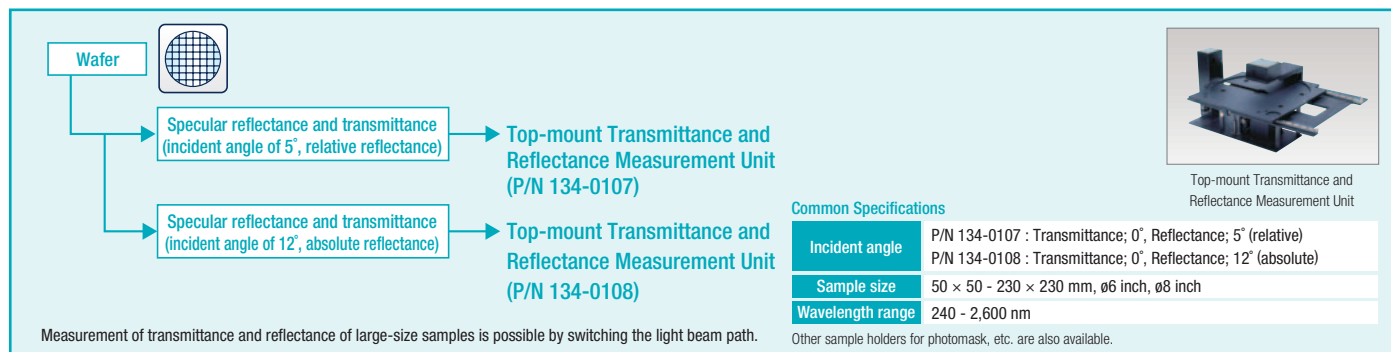 Wafer
Specular reflectance and transmittance
(incident angle of 5˚, relative reflectance)
Top-mount Transmittance and
Reflectance Measurement Unit
(P/N 134-0107)
Specular reflectance and transmittance
(incident angle of 12˚, absolute reflectance)
Top-mount Transmittance and
Reflectance Measurement Unit
(P/N 134-0108)
Measurement of transmittance and reflectance of large-size samples is possible by switching the light beam path.
Top-mount Transmittance and
Reflectance Measurement Unit
Common Specifications
Incident angle
P/N 134-0107 : Transmittance; 0˚, Reflectance; 5˚ (relative)
P/N 134-0108 : Transmittance; 0˚, Reflectance; 12˚ (absolute)
Sample size 50 × 50 - 230 × 230 mm, ø6 inch, ø8 inch
Wavelength range 240 - 2,600 nm
Other sample holders for photomask, etc. are also available.